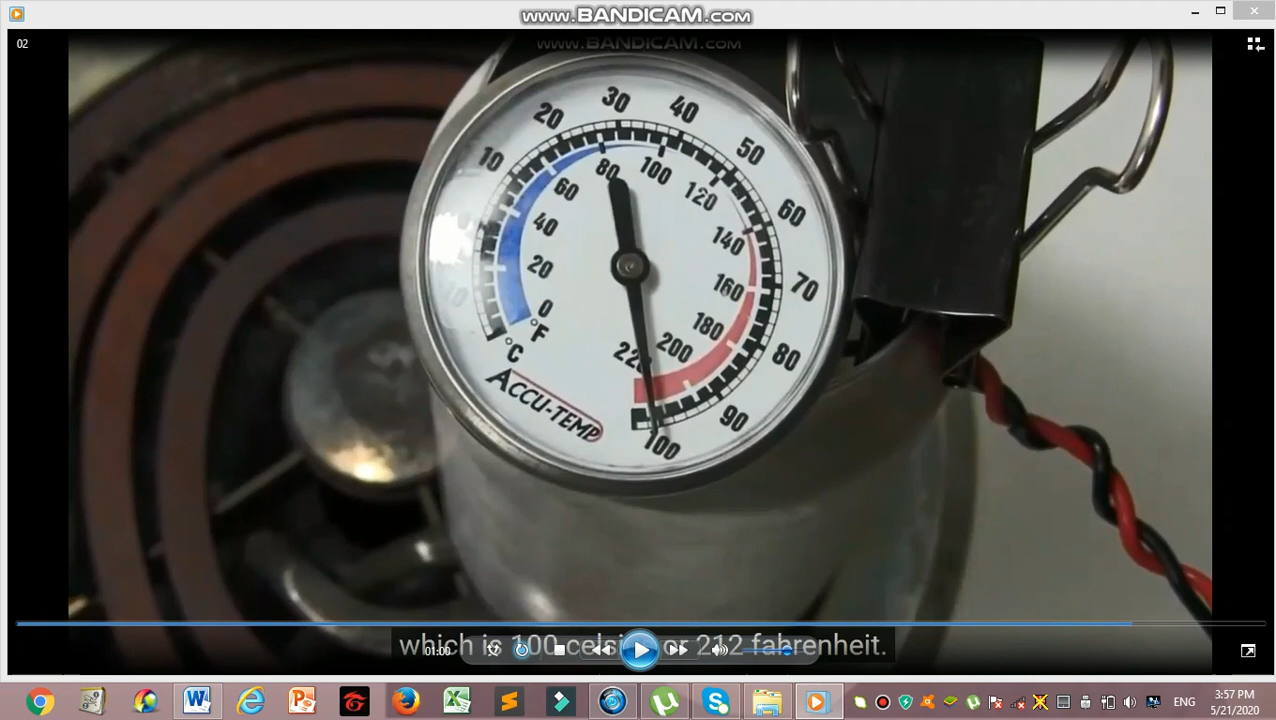 www.BANDICAM.com
02
www.BANDICAM.com
10 20 30 40 50 60 70 80 90 100
0 20 40 60 80 100 120 140 160 180 200 220
°F
°C
ACCU-TEMP
which is 100 celsius or 212 fahrenheit.
01:00
ENG
3:57 PM
5/21/2020